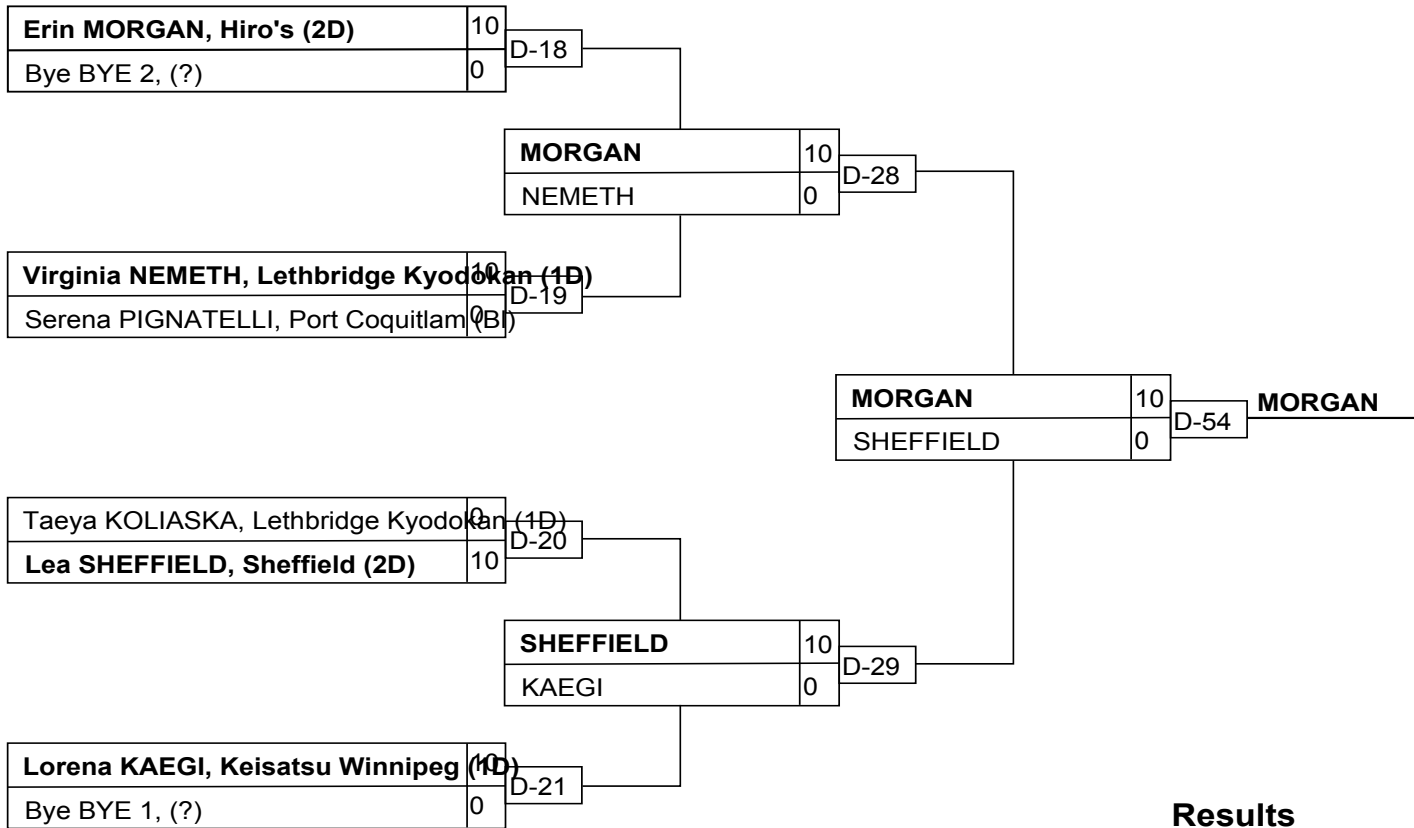 Erin MORGAN, Hiro's (2D) 10
D-18
Bye BYE 2, (?) 0
MORGAN 10
D-28
NEMETH 0
Virginia NEMETH, Lethbridge Kyodokan (1D) 10
D-19
Serena PIGNATELLI, Port Coquitlam (Bl) 0
MORGAN 10
D-54
MORGAN
SHEFFIELD 0
Taeya KOLIASKA, Lethbridge Kyodokan (1D) 0
D-20
Lea SHEFFIELD, Sheffield (2D) 10
SHEFFIELD 10
D-29
KAEGI 0
Lorena KAEGI, Keisatsu Winnipeg (1D) 10
D-21
Bye BYE 1, (?) 0
Results